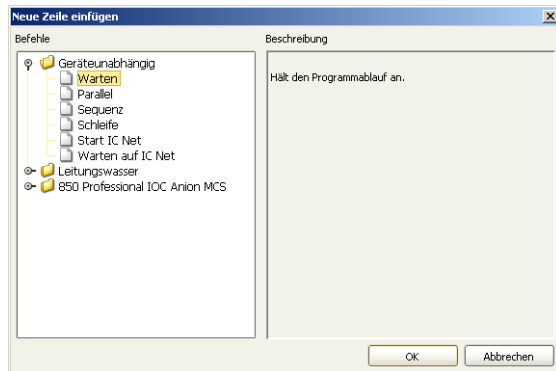 Neue Zeile einfügen
Befehle
Geräteunabhängig
Warten
Parallel
Sequenz
Schleife
Start IC Net
Warten auf IC Net
Leitungswasser
850 Professional IOC Anion MCS
Beschreibung
Hält den Programmablauf an.
OK
Abbrechen